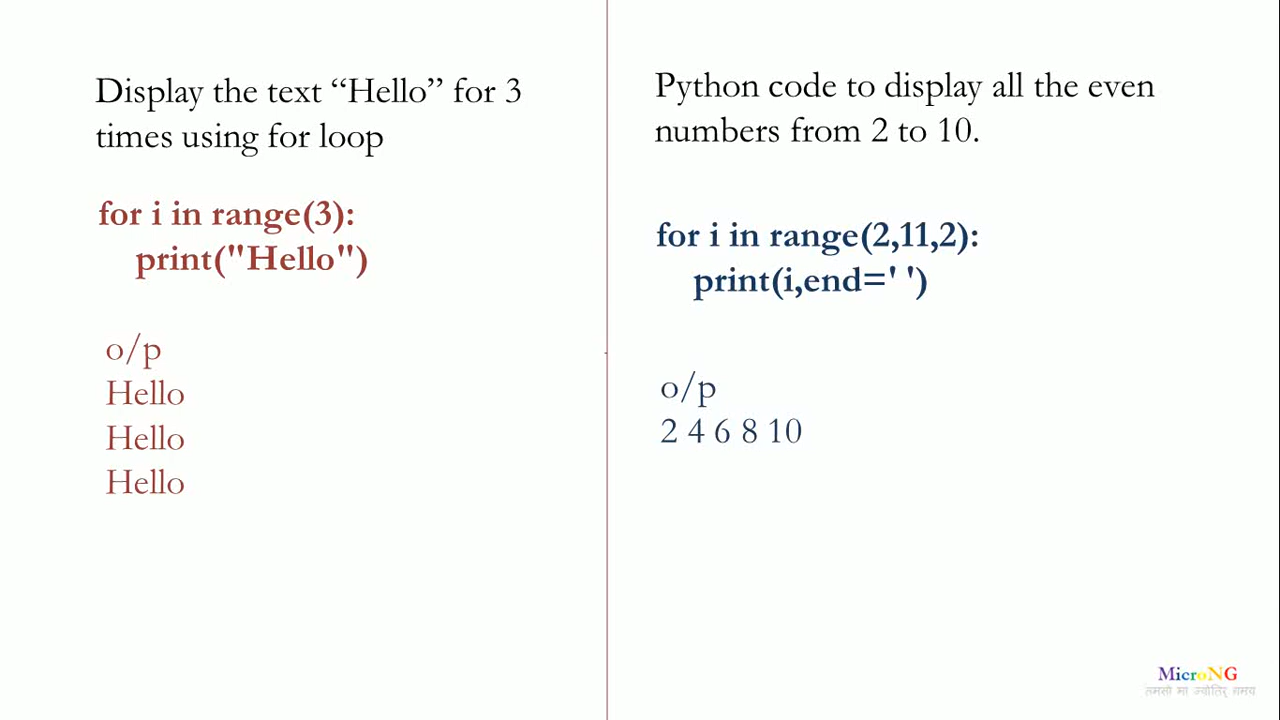 Display the text “Hello” for 3
times using for loop
for i in range(3):
print("Hello")
o/p
Hello
Hello
Hello
Python code to display all the even
numbers from 2 to 10.
for i in range(2,11,2):
print(i,end=' ')
o/p
2 4 6 8 10
MicroNG
तमसो मा ज्योतिर् गमय